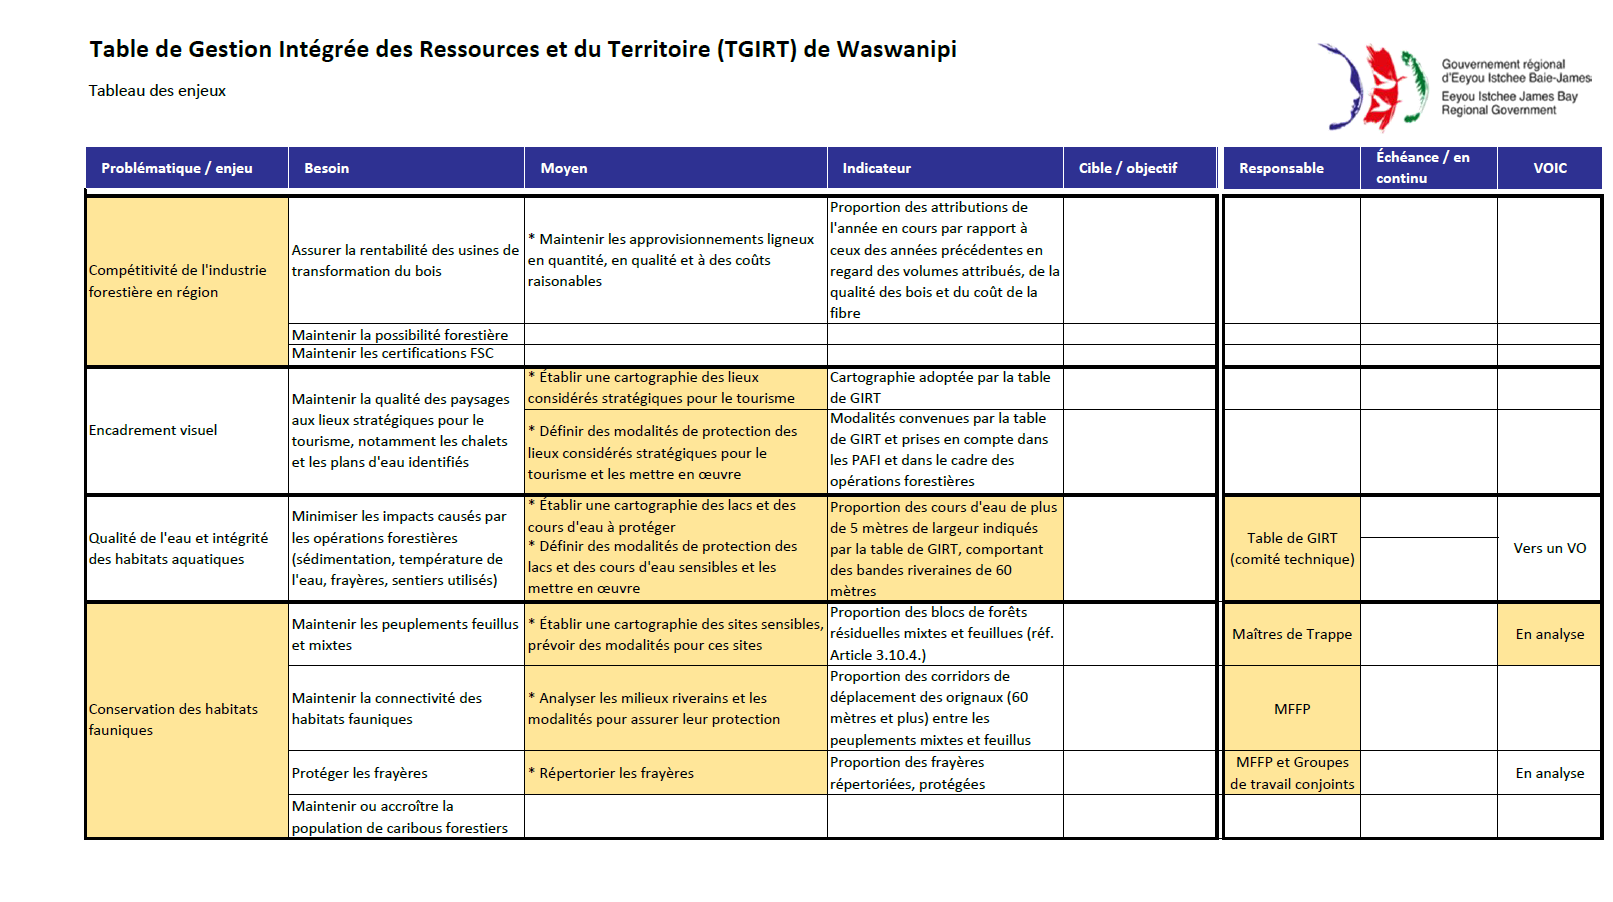 Table de Gestion Intégrée des Ressources et du Territoire (TGIRT) de Waswanipi
Tableau des enjeux
Gouvernement régional
d'Eeyou Istchee Baie-James
Eeyou Istchee James Bay
Regional Government
Problématique / enjeu
Besoin
Moyen
Indicateur
Cible / objectif
Responsable
Échéance / en
continu
VOIC
Compétitivité de l'industrie
forestière en région
Assurer la rentabilité des usines de
transformation du bois
* Maintenir les approvisionnements ligneux
en quantité, en qualité et à des coûts
raisonables
Proportion des attributions de
l'année en cours par rapport à
ceux des années précédentes en
regard des volumes attribués, de la
qualité des bois et du coût de la
fibre
Maintenir la possibilité forestière
Maintenir les certifications FSC
Encadrement visuel
Maintenir la qualité des paysages
aux lieux stratégiques pour le
tourisme, notamment les chalets
et les plans d'eau identifiés
* Établir une cartographie des lieux
considérés stratégiques pour le tourisme
Cartographie adoptée par la table
de GIRT
* Définir des modalités de protection des
lieux considérés stratégiques pour le
tourisme et les mettre en œuvre
Modalités convenues par la table
de GIRT et prises en compte dans
les PAFI et dans le cadre des
opérations forestières
Qualité de l'eau et intégrité
des habitats aquatiques
Minimiser les impacts causés par
les opérations forestières
(sédimentation, température de
l'eau, frayères, sentiers utilisés)
* Établir une cartographie des lacs et des
cours d'eau à protéger
* Définir des modalités de protection des
lacs et des cours d'eau sensibles et les
mettre en œuvre
Proportion des cours d'eau de plus
de 5 mètres de largeur indiqués
par la table de GIRT, comportant
des bandes riveraines de 60
mètres
Table de GIRT
(comité technique)
Vers un VO
Conservation des habitats
fauniques
Maintenir les peuplements feuillus
et mixtes
* Établir une cartographie des sites sensibles,
prévoir des modalités pour ces sites
Proportion des blocs de forêts
résiduelles mixtes et feuillues (réf.
Article 3.10.4.)
Maîtres de Trappe
En analyse
Maintenir la connectivité des
habitats fauniques
* Analyser les milieux riverains et les
modalités pour assurer leur protection
Proportion des corridors de
déplacement des orignaux (60
mètres et plus) entre les
peuplements mixtes et feuillus
MFFP
Protéger les frayères
* Répertorier les frayères
Proportion des frayères
répertoriées, protégées
MFFP et Groupes
de travail conjoints
En analyse
Maintenir ou accroître la
population de caribous forestiers